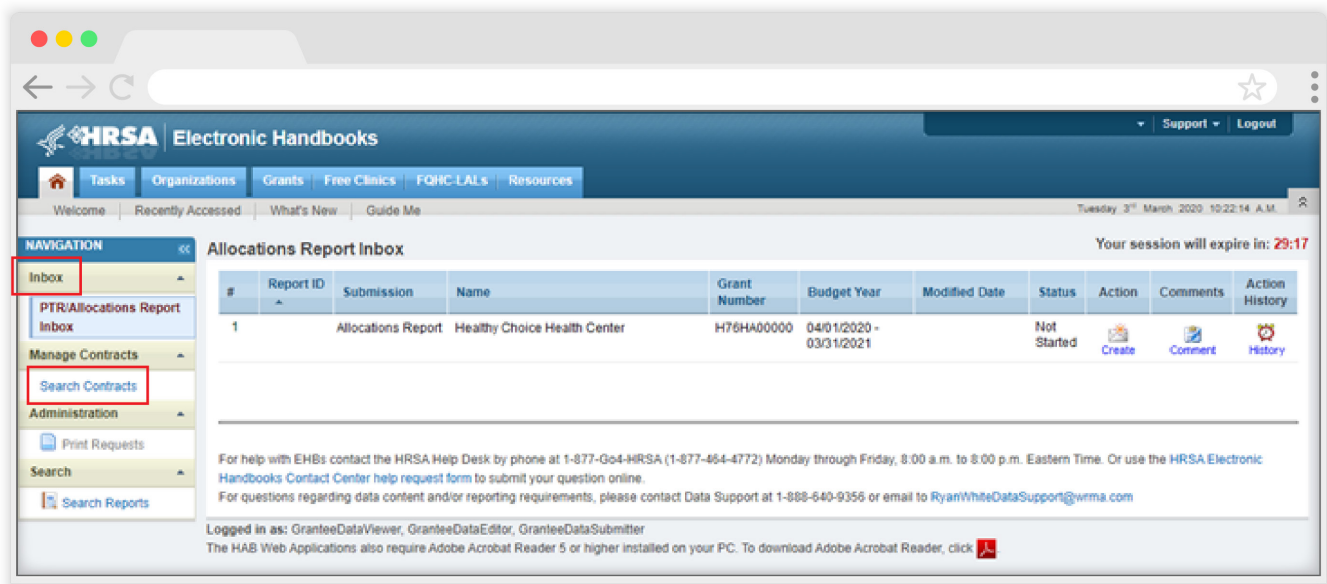 HRSA Electronic Handbooks
Support Logout
Tasks Organizations Grants Free Clinics FQHC-LALs Resources
Welcome Recently Accessed What's New Guide Me Tuesday 3rd March 2020 10:22:14 A.M.
NAVIGATION
Inbox
PTR/Allocations Report
Inbox
Manage Contracts
Search Contracts
Administration
Print Requests
Search
Search Reports
Allocations Report Inbox Your session will expire in: 29:17
# Report ID Submission Name Grant Number Budget Year Modified Date Status Action Comments Action History
1 Allocations Report Healthy Choice Health Center H76HA00000 04/01/2020 - Not
03/31/2021 Started Create Comment History
For help with EHBs contact the HRSA Help Desk by phone at 1-877-Go4-HRSA (1-877-464-4772) Monday through Friday, 8:00 a.m. to 8:00 p.m. Eastern Time. Or use the HRSA Electronic
Handbooks Contact Center help request form to submit your question online.
For questions regarding data content and/or reporting requirements, please contact Data Support at 1-888-640-9356 or email to RyanWhiteDataSupport@wrma.com
Logged in as: GranteeDataViewer, GranteeDataEditor, GranteeDataSubmitter
The HAB Web Applications also require Adobe Acrobat Reader 5 or higher installed on your PC. To download Adobe Acrobat Reader, click